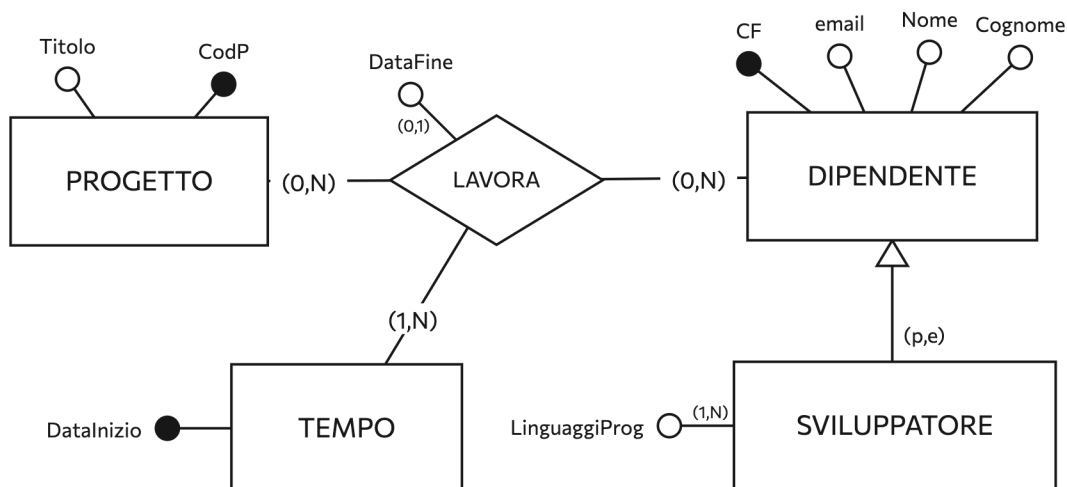 Titolo
CodP
DataFine
(0,1)
CF
email
Nome
Cognome
PROGETTO
(0,N)
LAVORA
(0,N)
DIPENDENTE
(1,N)
(p,e)
DataInizio
TEMPO
LinguaggiProg
(1,N)
SVILUPPATORE